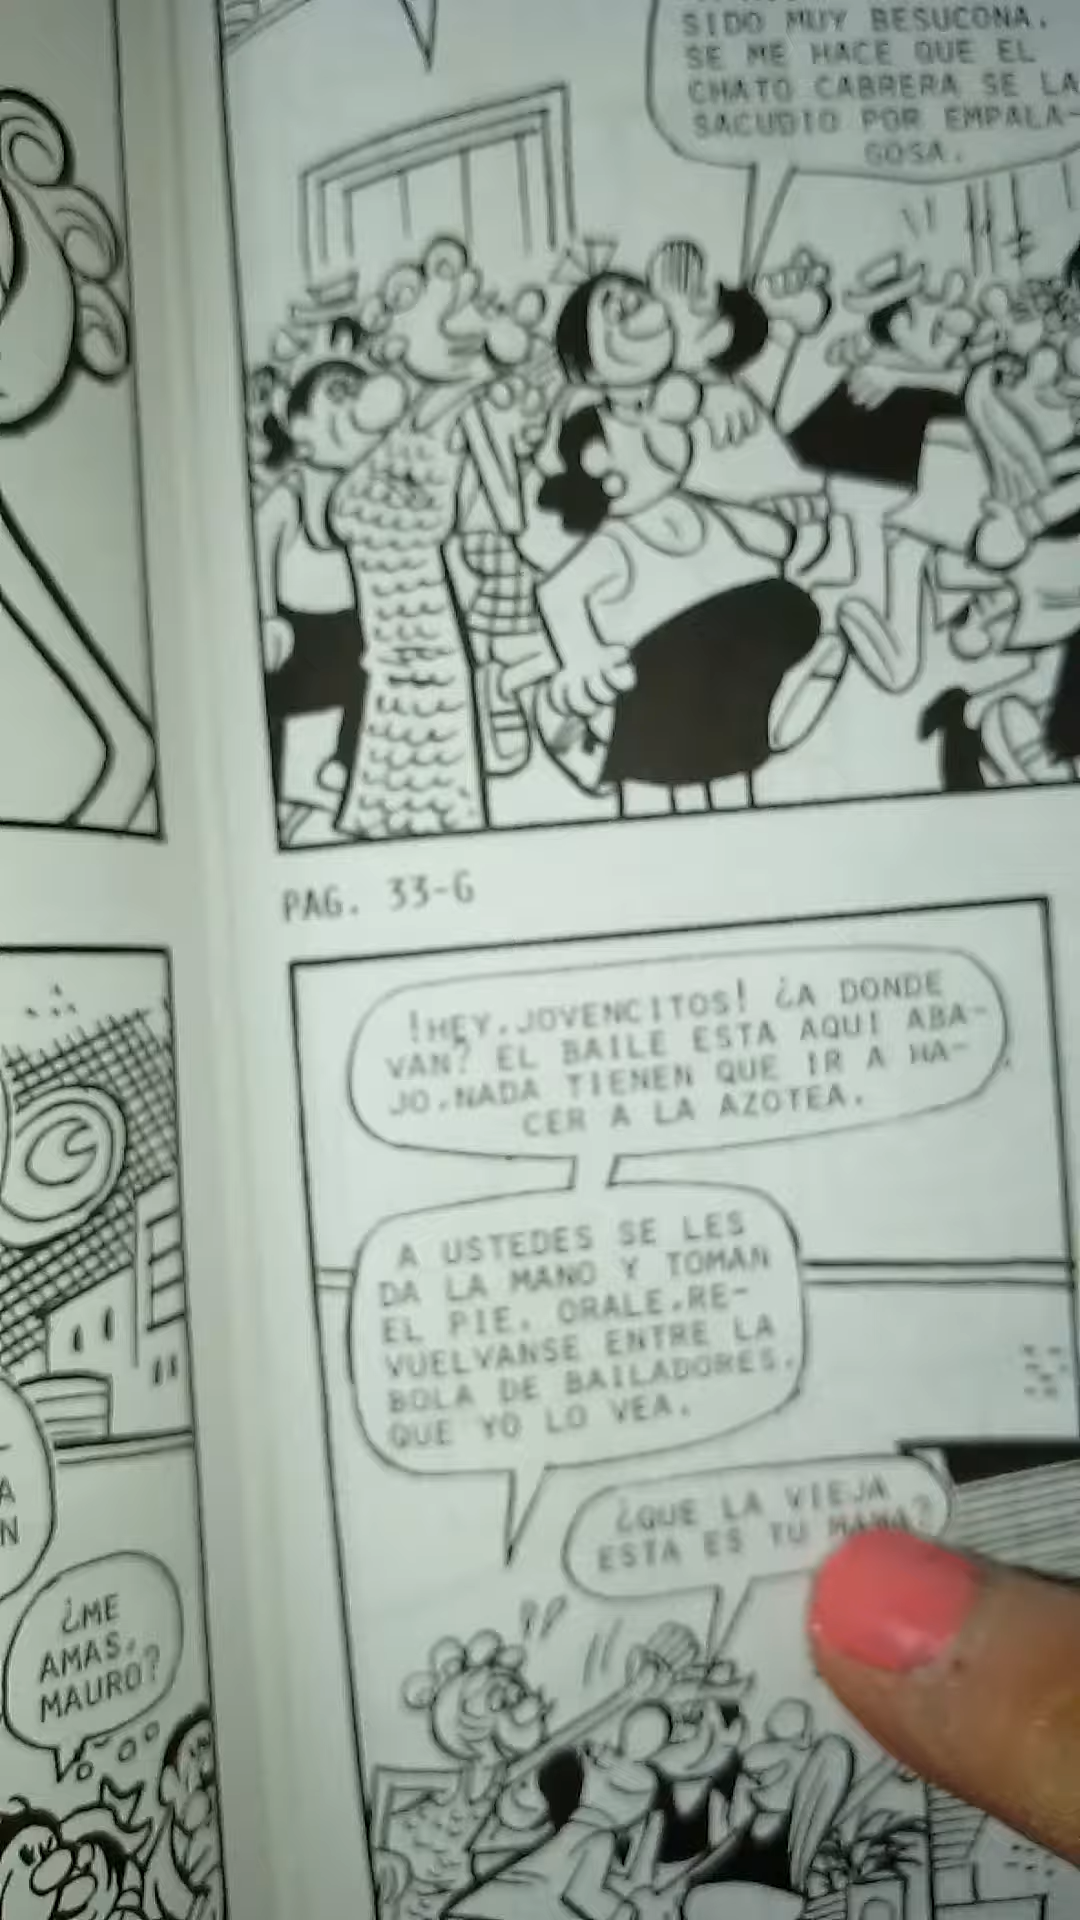 SIDO MUY BESUCONA.
SE ME HACE QUE EL
CHATO CABRERA SE LA
SACUDIO POR EMPALA-
GOSA.
PAG. 33-G
!HEY.JOVENCITOS! ¿A DONDE
VAN? EL BAILE ESTA AQUI ABA-
JO.NADA TIENEN QUE IR A HA-
CER A LA AZOTEA.
A USTEDES SE LES
DA LA MANO Y TOMAN
EL PIE. ORALE.RE-
VUELVANSE ENTRE LA
BOLA DE BAILADORES.
QUE YO LO VEA.
¿QUE LA VIEJA
ESTA ES TU MAMA?
A
N
¿ME
AMAS.
MAURO?